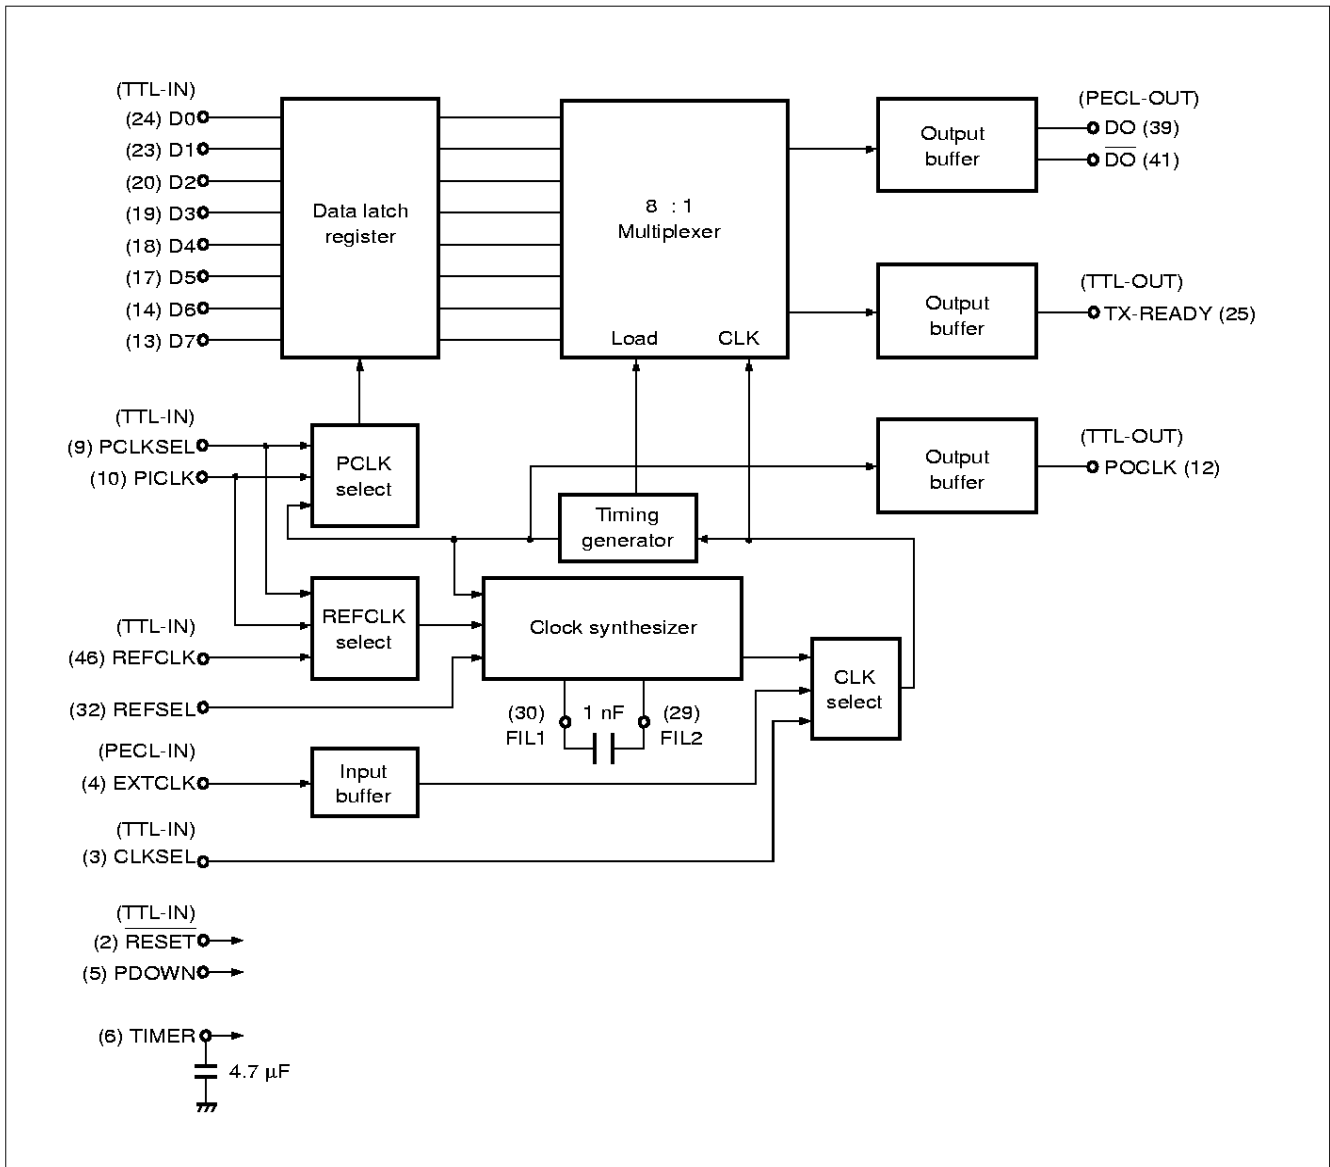 (TTL-IN)
(24) D0
(23) D1
(20) D2
(19) D3
(18) D4
(17) D5
(14) D6
(13) D7
Data latch
register
8 : 1
Multiplexer
Load
CLK
Output
buffer
(PECL-OUT)
DO (39)
DO (41)
Output
buffer
(TTL-OUT)
TX-READY (25)
(TTL-IN)
(9) PCLKSEL
(10) PICLK
PCLK
select
Output
buffer
(TTL-OUT)
POCLK (12)
Timing
generator
(TTL-IN)
(46) REFCLK
(32) REFSEL
REFCLK
select
Clock synthesizer
CLK
select
(30)
FIL1
1 nF
(29)
FIL2
(PECL-IN)
(4) EXTCLK
Input
buffer
(TTL-IN)
(3) CLKSEL
(TTL-IN)
(2) RESET
(5) PDOWN
(6) TIMER
4.7 µF